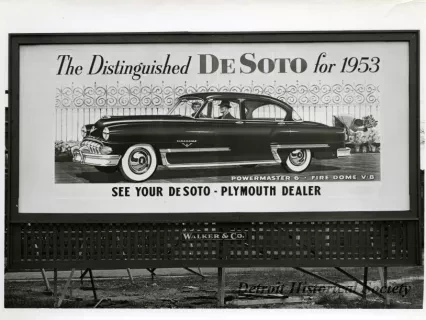 The Distinguished DE SOTO for 1953
POWERMASTER 6 - FIRE DOME V-8
SEE YOUR DE SOTO - PLYMOUTH DEALER
WALKER & CO.
Detroit Historical Society